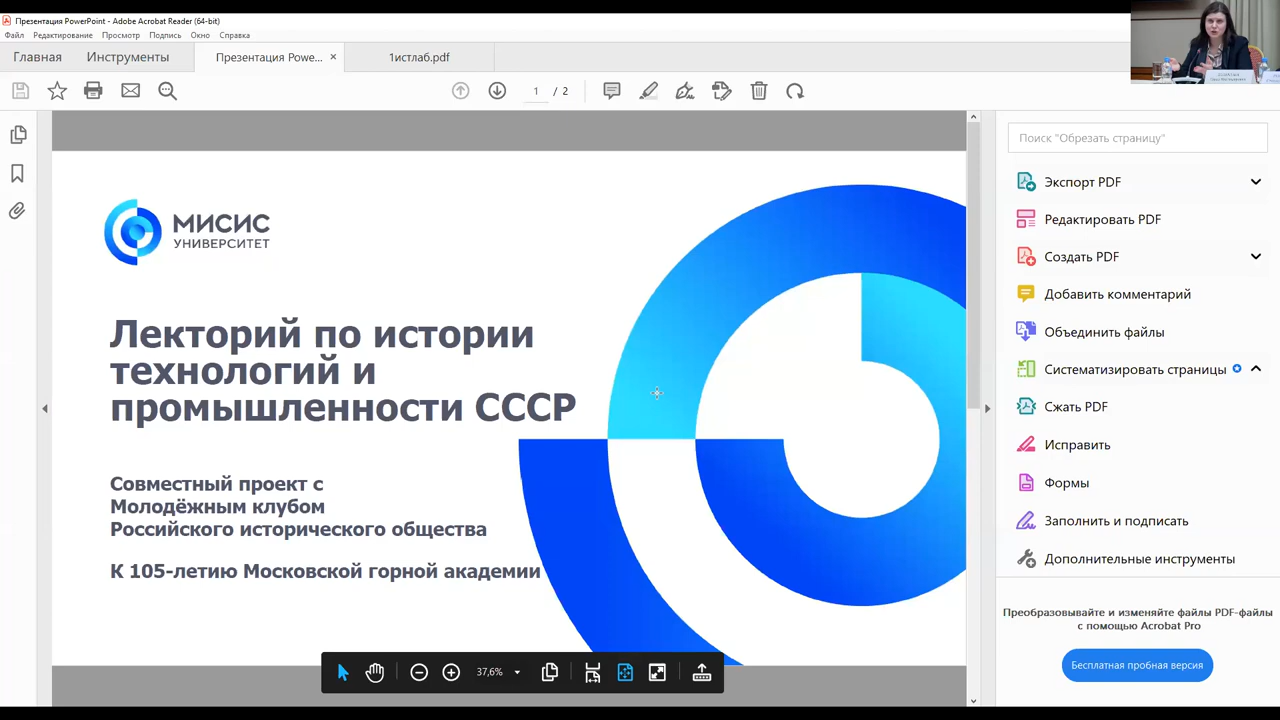 Презентация PowerPoint - Adobe Acrobat Reader (64-bit)
Файл Редактирование Просмотр Подпись Окно Справка
Главная Инструменты Презентация Powe... × 1истлаб.pdf
1 / 2
Поиск "Обрезать страницу"
Экспорт PDF
Редактировать PDF
Создать PDF
Добавить комментарий
Объединить файлы
Систематизировать страницы
Сжать PDF
Исправить
Формы
Заполнить и подписать
Дополнительные инструменты
Преобразовывайте и изменяйте файлы PDF-файлы
с помощью Acrobat Pro
Бесплатная пробная версия
МИСИС
УНИВЕРСИТЕТ
Лекторий по истории
технологий и
промышленности СССР
Совместный проект с
Молодёжным клубом
Российского исторического общества
К 105-летию Московской горной академии
37,6%